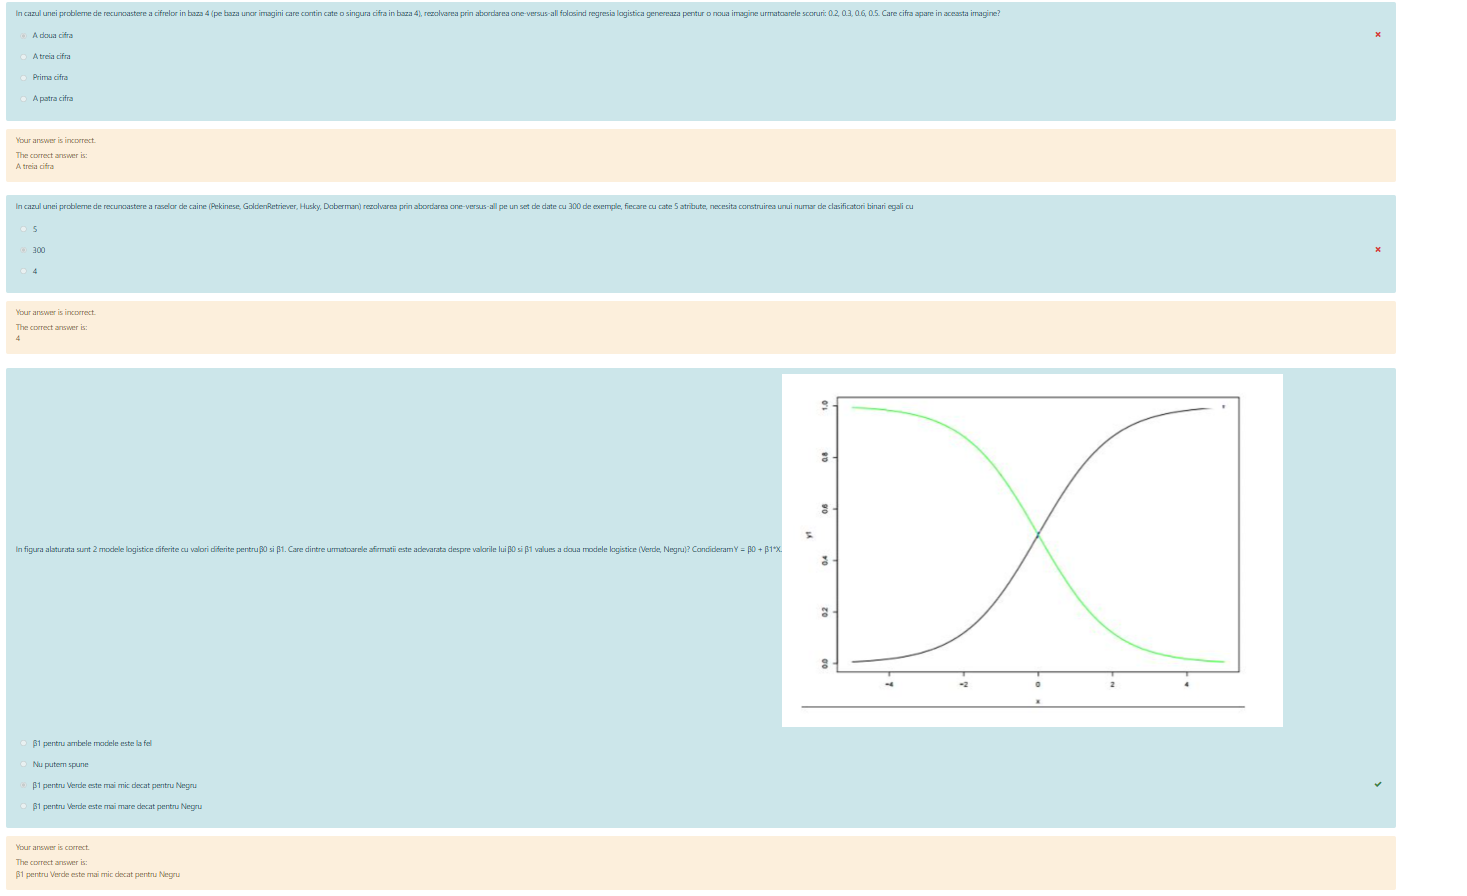 In cazul unei probleme de recunoastere a cifrelor in baza 4 (pe baza unor imagini care contin cate o singura cifra in baza 4), rezolvarea prin abordarea one-versus-all folosind regresia logistica genereaza pentur o noua imagine urmatoarele scoruri: 0.2, 0.3, 0.6, 0.5. Care cifra apare in aceasta imagine?
A doua cifra
A treia cifra
Prima cifra
A patra cifra
Your answer is incorrect.
The correct answer is:
A treia cifra
In cazul unei probleme de recunoastere a raselor de caine (Pekinese, GoldenRetriever, Husky, Doberman) rezolvarea prin abordarea one-versus-all pe un set de date cu 300 de exemple, fiecare cu cate 5 atribute, necesita construirea unui numar de clasificatori binari egali cu
5
300
4
Your answer is incorrect.
The correct answer is:
4
1.0
0.8
0.6
0.4
0.2
0.0
y1
-4
-2
0
2
4
x
In figura alaturata sunt 2 modele logistice diferite cu valori diferite pentru β0 si β1. Care dintre urmatoarele afirmatii este adevarata despre valorile lui β0 si β1 values a doua modele logistice (Verde, Negru)? Condideram Y = β0 + β1*X.
β1 pentru ambele modele este la fel
Nu putem spune
β1 pentru Verde este mai mic decat pentru Negru
β1 pentru Verde este mai mare decat pentru Negru
Your answer is correct.
The correct answer is:
β1 pentru Verde este mai mic decat pentru Negru